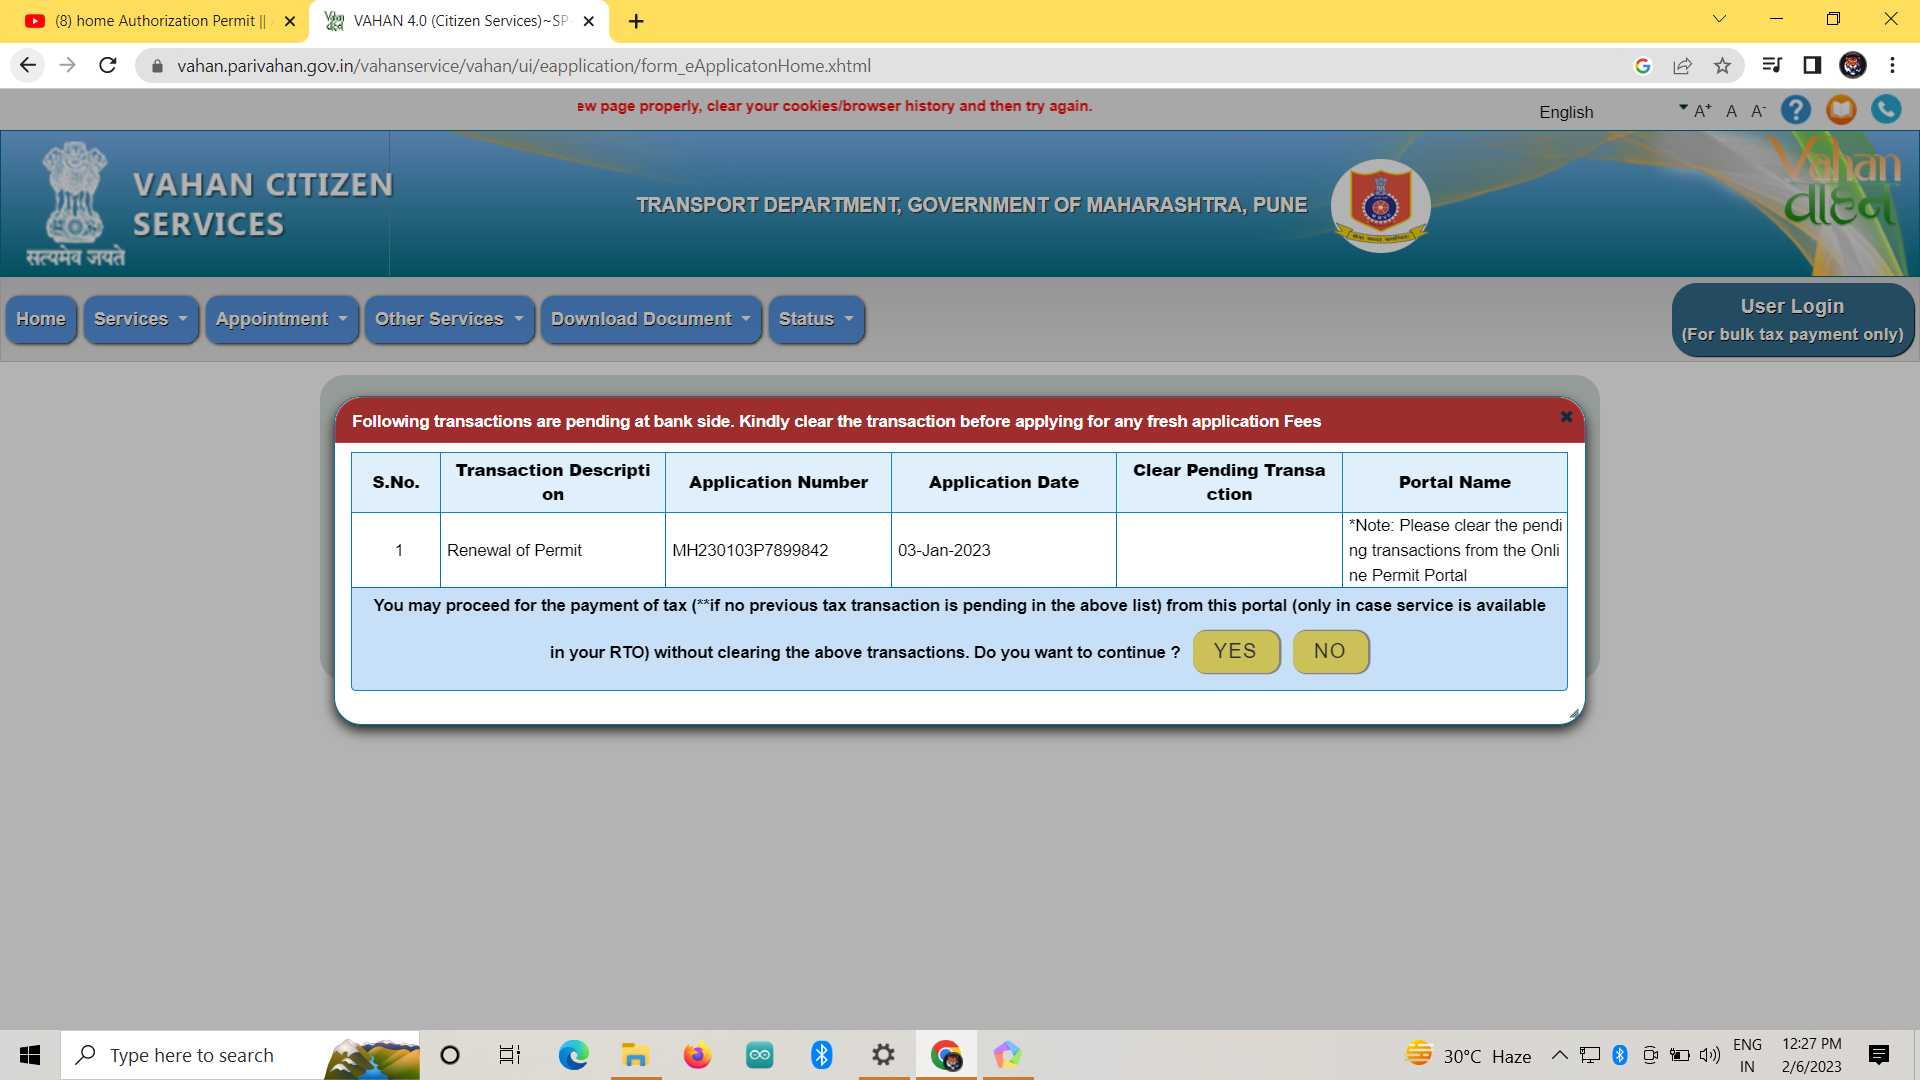 (8) home Authorization Permit ||
VAHAN 4.0 (Citizen Services)~SP-
vahan.parivahan.gov.in/vahanservice/vahan/ui/eapplication/form_eApplicatonHome.xhtml
ew page properly, clear your cookies/browser history and then try again.
English
A+ A A-
VAHAN CITIZEN
SERVICES
सत्यमेव जयते
TRANSPORT DEPARTMENT, GOVERNMENT OF MAHARASHTRA, PUNE
Vahan
वाहन
Home
Services
Appointment
Other Services
Download Document
Status
User Login
(For bulk tax payment only)
Following transactions are pending at bank side. Kindly clear the transaction before applying for any fresh application Fees
S.No.
Transaction Descripti
on
Application Number
Application Date
Clear Pending Transa
ction
Portal Name
1
Renewal of Permit
MH230103P7899842
03-Jan-2023
*Note: Please clear the pendi
ng transactions from the Onli
ne Permit Portal
You may proceed for the payment of tax (**if no previous tax transaction is pending in the above list) from this portal (only in case service is available
in your RTO) without clearing the above transactions. Do you want to continue ?
YES
NO
Type here to search
30°C Haze
ENG
IN
12:27 PM
2/6/2023